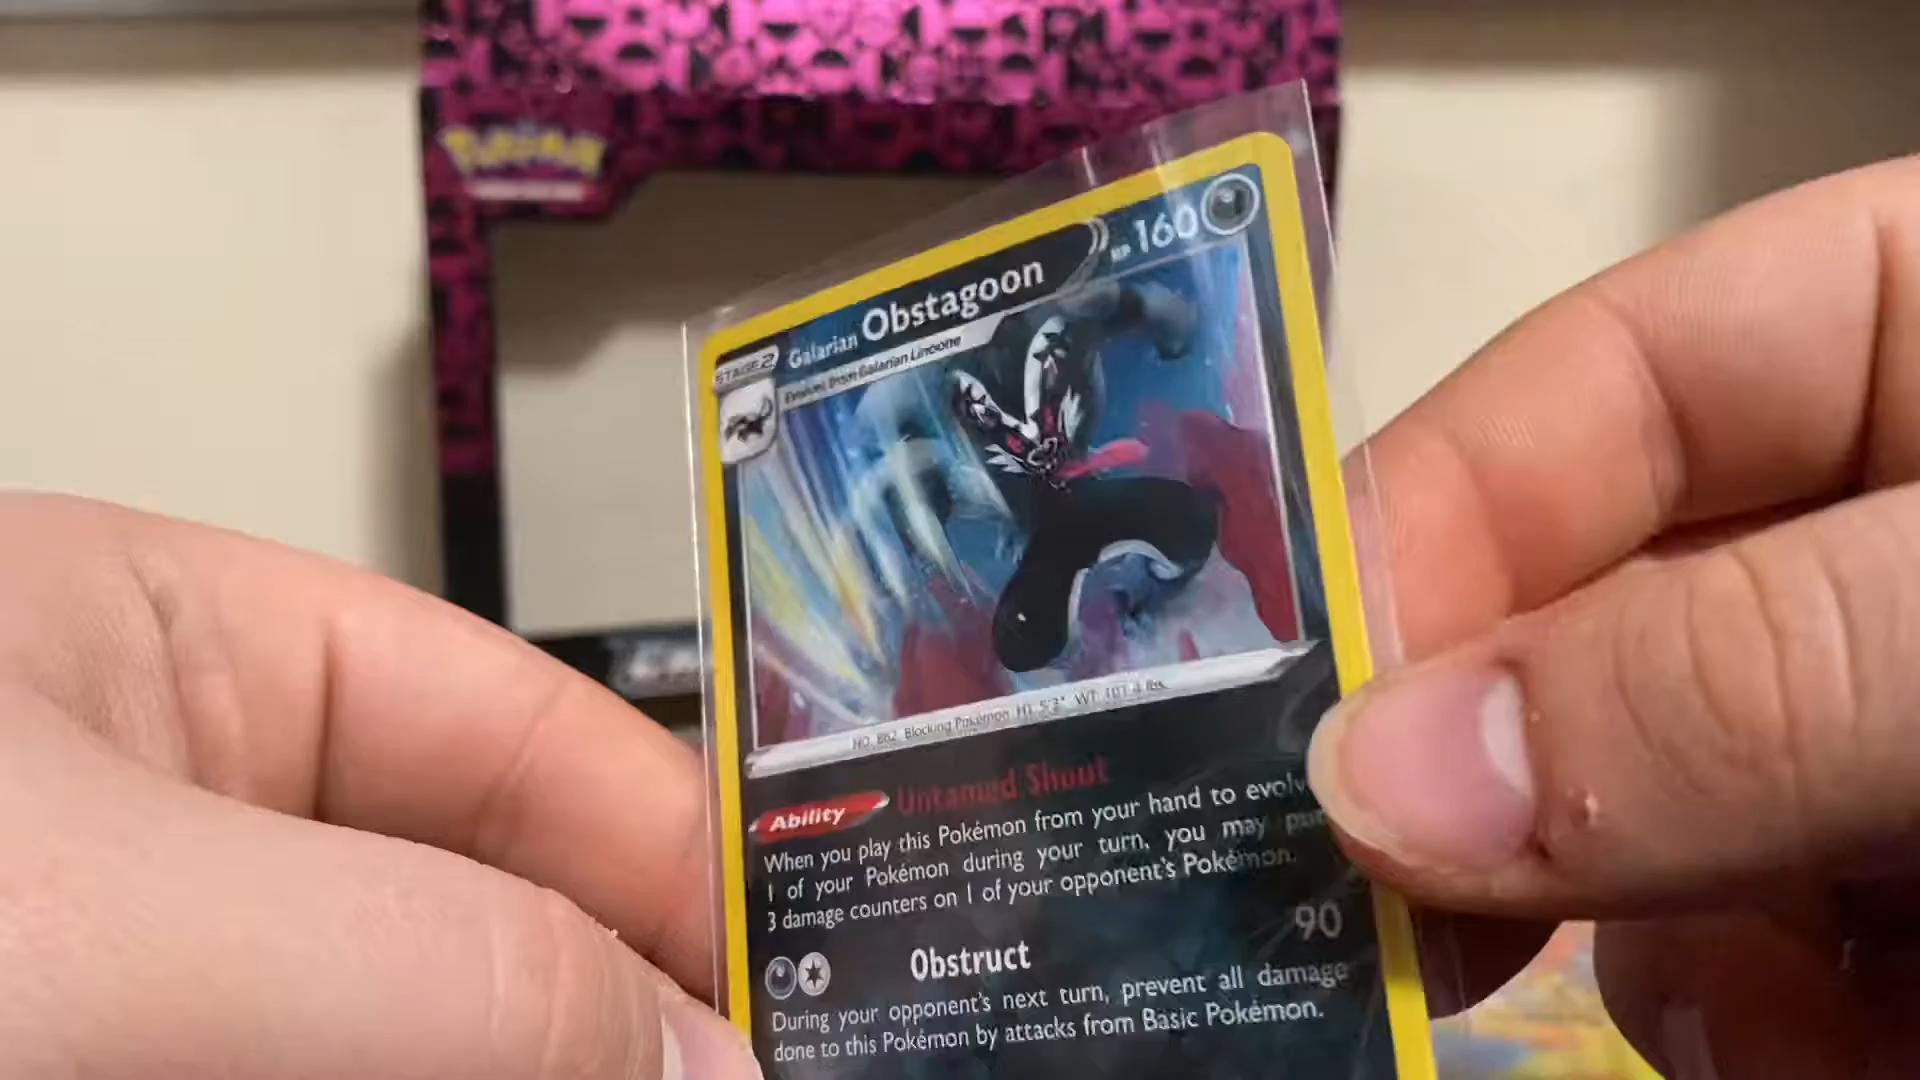 Pokémon
STAGE 2
Galarian Obstagoon
HP 160
Evolves from Galarian Linoone
NO. 862 Blocking Pokémon HT: 5'3" WT: 101.4 lbs.
Ability Untamed Shout
When you play this Pokémon from your hand to evolv
1 of your Pokémon during your turn, you may put
3 damage counters on 1 of your opponent's Pokémon.
Obstruct 90
During your opponent's next turn, prevent all damage
done to this Pokémon by attacks from Basic Pokémon.